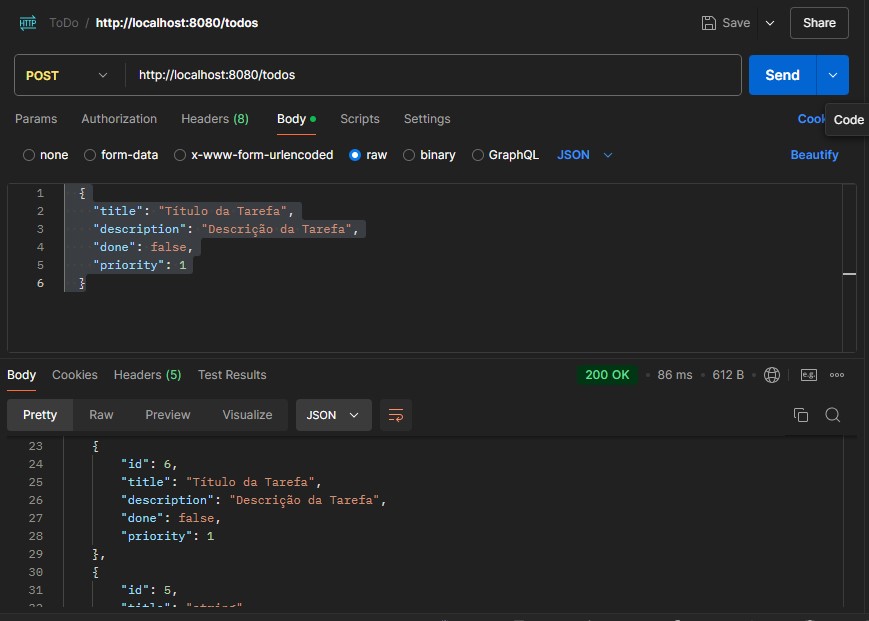 HTTP ToDo / http://localhost:8080/todos Save Share
POST http://localhost:8080/todos Send
Params Authorization Headers (8) Body Scripts Settings Cooki Code
none form-data x-www-form-urlencoded raw binary GraphQL JSON Beautify
1 {
2 "title": "Título da Tarefa",
3 "description": "Descrição da Tarefa",
4 "done": false,
5 "priority": 1
6 }
Body Cookies Headers (5) Test Results 200 OK • 86 ms • 612 B e.g.
Pretty Raw Preview Visualize JSON
23 {
24 "id": 6,
25 "title": "Título da Tarefa",
26 "description": "Descrição da Tarefa",
27 "done": false,
28 "priority": 1
29 },
30 {
31 "id": 5,
32 "title": "string"